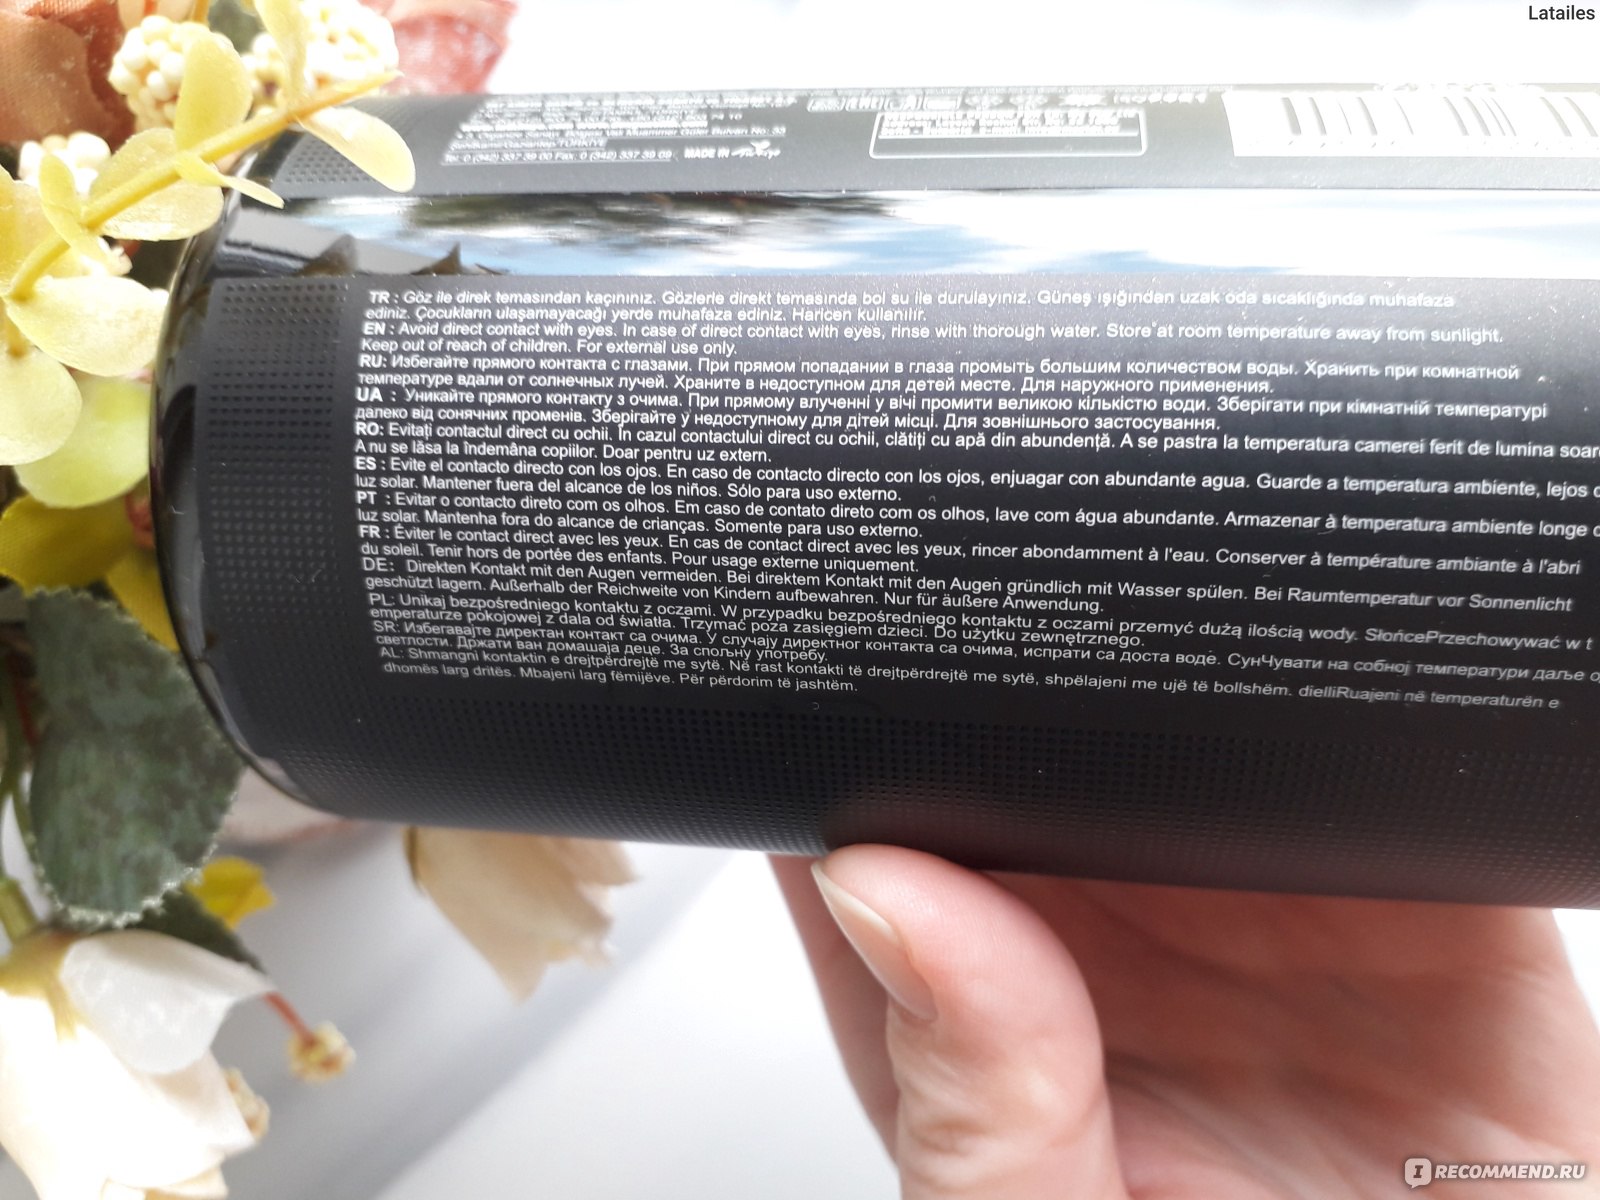 Latailes
Gaziantep/TÜRKİYE
Tel. 0 (342) 337 39 00 Fax. 0 (342) 337 39 09 MADE IN Türkiye
TR : Göz ile direk temasından kaçınınız. Gözlerle direkt temasında bol su ile durulayınız. Güneş ışığından uzak oda sıcaklığında muhafaza
ediniz. Çocukların ulaşamayacağı yerde muhafaza ediniz. Haricen kullanılır.
EN : Avoid direct contact with eyes. In case of direct contact with eyes, rinse with thorough water. Store at room temperature away from sunlight.
Keep out of reach of children. For external use only.
RU: Избегайте прямого контакта с глазами. При прямом попадании в глаза промыть большим количеством воды. Хранить при комнатной
температуре вдали от солнечных лучей. Храните в недоступном для детей месте. Для наружного применения.
UA : Уникайте прямого контакту з очима. При прямому влученні у вічі промити великою кількістю води. Зберігати при кімнатній температурі
далеко від сонячних променів. Зберігайте у недоступному для дітей місці. Для зовнішнього застосування.
RO: Evitați contactul direct cu ochii. În cazul contactului direct cu ochii, clătiți cu apă din abundență. A se pastra la temperatura camerei ferit de lumina soare
A nu se lăsa la îndemâna copiilor. Doar pentru uz extern.
ES : Evite el contacto directo con los ojos. En caso de contacto directo con los ojos, enjuagar con abundante agua. Guarde a temperatura ambiente, lejos d
luz solar. Mantener fuera del alcance de los niños. Sólo para uso externo.
PT : Evitar o contacto direto com os olhos. Em caso de contato direto com os olhos, lave com água abundante. Armazenar à temperatura ambiente longe d
luz solar. Mantenha fora do alcance de crianças. Somente para uso externo.
FR : Éviter le contact direct avec les yeux. En cas de contact direct avec les yeux, rincer abondamment à l'eau. Conserver à température ambiante à l'abri
du soleil. Tenir hors de portée des enfants. Pour usage externe uniquement.
DE: Direkten Kontakt mit den Augen vermeiden. Bei direktem Kontakt mit den Augen gründlich mit Wasser spülen. Bei Raumtemperatur vor Sonnenlicht
geschützt lagern. Außerhalb der Reichweite von Kindern aufbewahren. Nur für äußere Anwendung.
PL: Unikaj bezpośredniego kontaktu z oczami. W przypadku bezpośredniego kontaktu z oczami przemyć dużą ilością wody. SłońcePrzechowywać w t
emperaturze pokojowej z dala od światła. Trzymać poza zasięgiem dzieci. Do użytku zewnętrznego.
SR: Избегавајте директан контакт са очима. У случају директног контакта са очима, испрати са доста воде. СунЧувати на собној температури даље о
светлости. Држати ван домашаја деце. За спољну употребу.
AL: Shmangni kontaktin e drejtpërdrejtë me sytë. Në rast kontakti të drejtpërdrejtë me sytë, shpëlajeni me ujë të bollshëm. dielliRuajeni në temperaturën e
dhomës larg dritës. Mbajeni larg fëmijëve. Për përdorim të jashtëm.
IRECOMMEND.RU